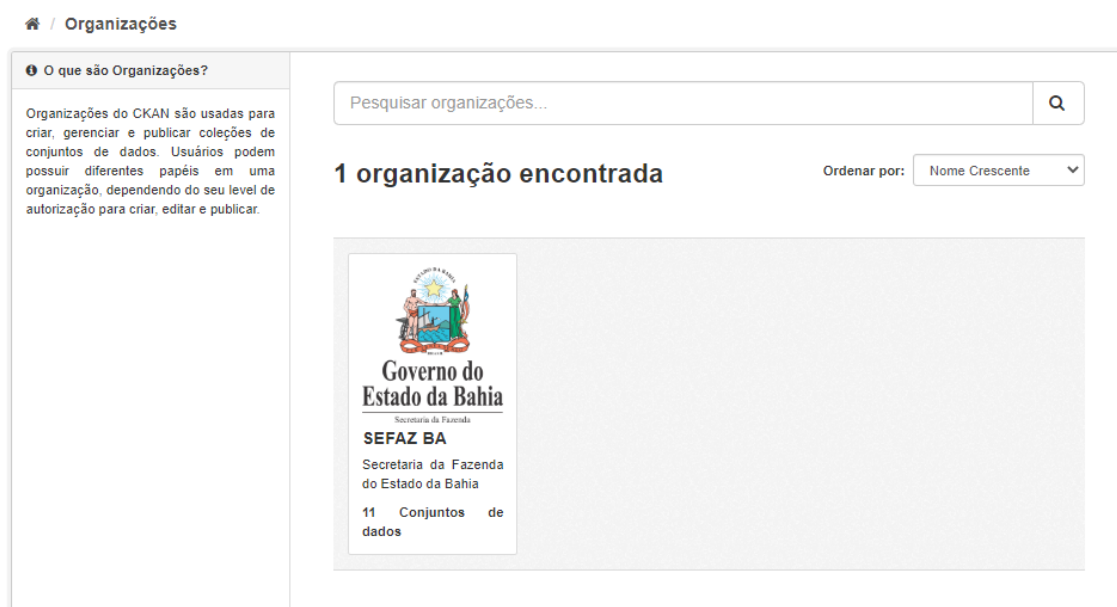 / Organizações
O que são Organizações?
Organizações do CKAN são usadas para
criar, gerenciar e publicar coleções de
conjuntos de dados. Usuários podem
possuir diferentes papéis em uma
organização, dependendo do seu level de
autorização para criar, editar e publicar.
Pesquisar organizações...
1 organização encontrada
Ordenar por: Nome Crescente
Governo do
Estado da Bahia
Secretaria da Fazenda
SEFAZ BA
Secretaria da Fazenda
do Estado da Bahia
11 Conjuntos de
dados